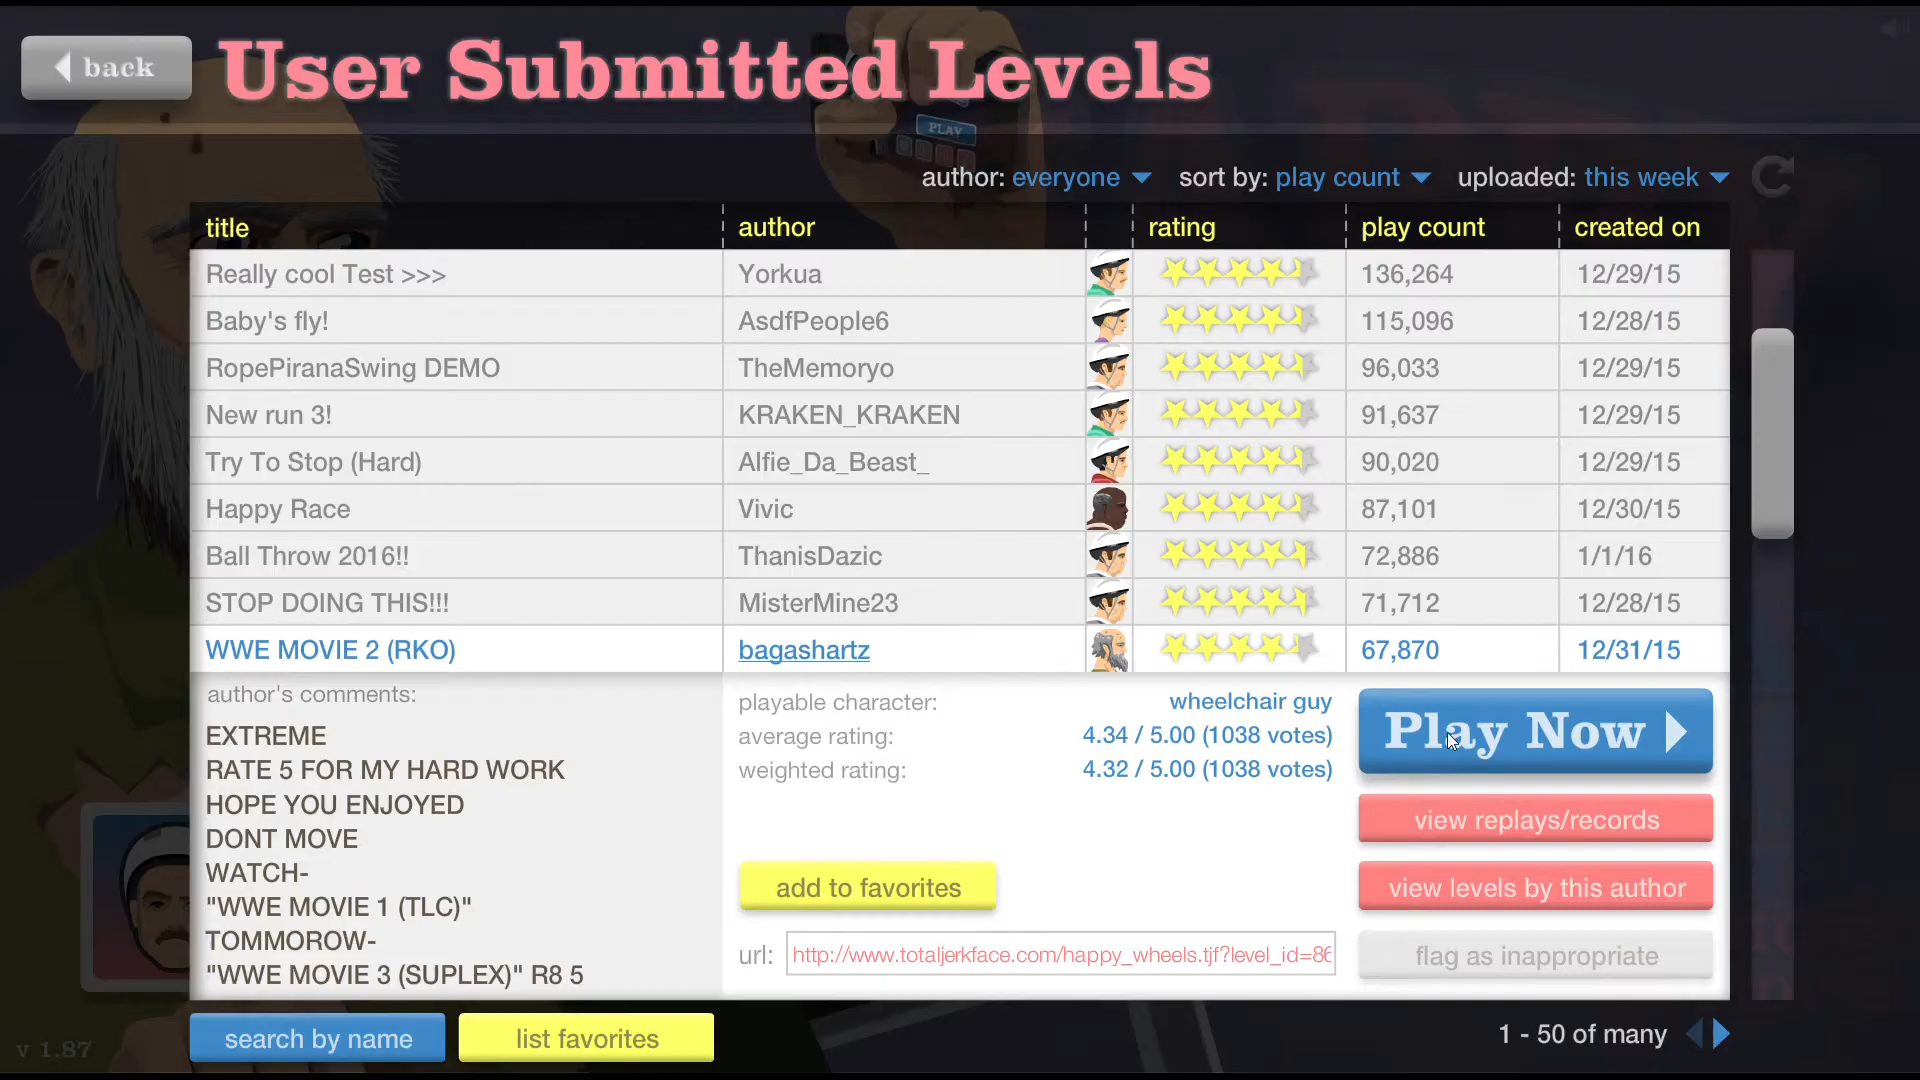 back
User Submitted Levels
PLAY
author: everyone sort by: play count uploaded: this week
title author rating play count created on
Really cool Test >>> Yorkua 136,264 12/29/15
Baby's fly! AsdfPeople6 115,096 12/28/15
RopePiranaSwing DEMO TheMemoryo 96,033 12/29/15
New run 3! KRAKEN_KRAKEN 91,637 12/29/15
Try To Stop (Hard) Alfie_Da_Beast_ 90,020 12/29/15
Happy Race Vivic 87,101 12/30/15
Ball Throw 2016!! ThanisDazic 72,886 1/1/16
STOP DOING THIS!!! MisterMine23 71,712 12/28/15
WWE MOVIE 2 (RKO) bagashartz 67,870 12/31/15
author's comments:
EXTREME
RATE 5 FOR MY HARD WORK
HOPE YOU ENJOYED
DONT MOVE
WATCH-
"WWE MOVIE 1 (TLC)"
TOMMOROW-
"WWE MOVIE 3 (SUPLEX)" R8 5
playable character: wheelchair guy
average rating: 4.34 / 5.00 (1038 votes)
weighted rating: 4.32 / 5.00 (1038 votes)
add to favorites
url: http://www.totaljerkface.com/happy_wheels.tjf?level_id=86
Play Now
view replays/records
view levels by this author
flag as inappropriate
v 1.87
search by name
list favorites
1 - 50 of many